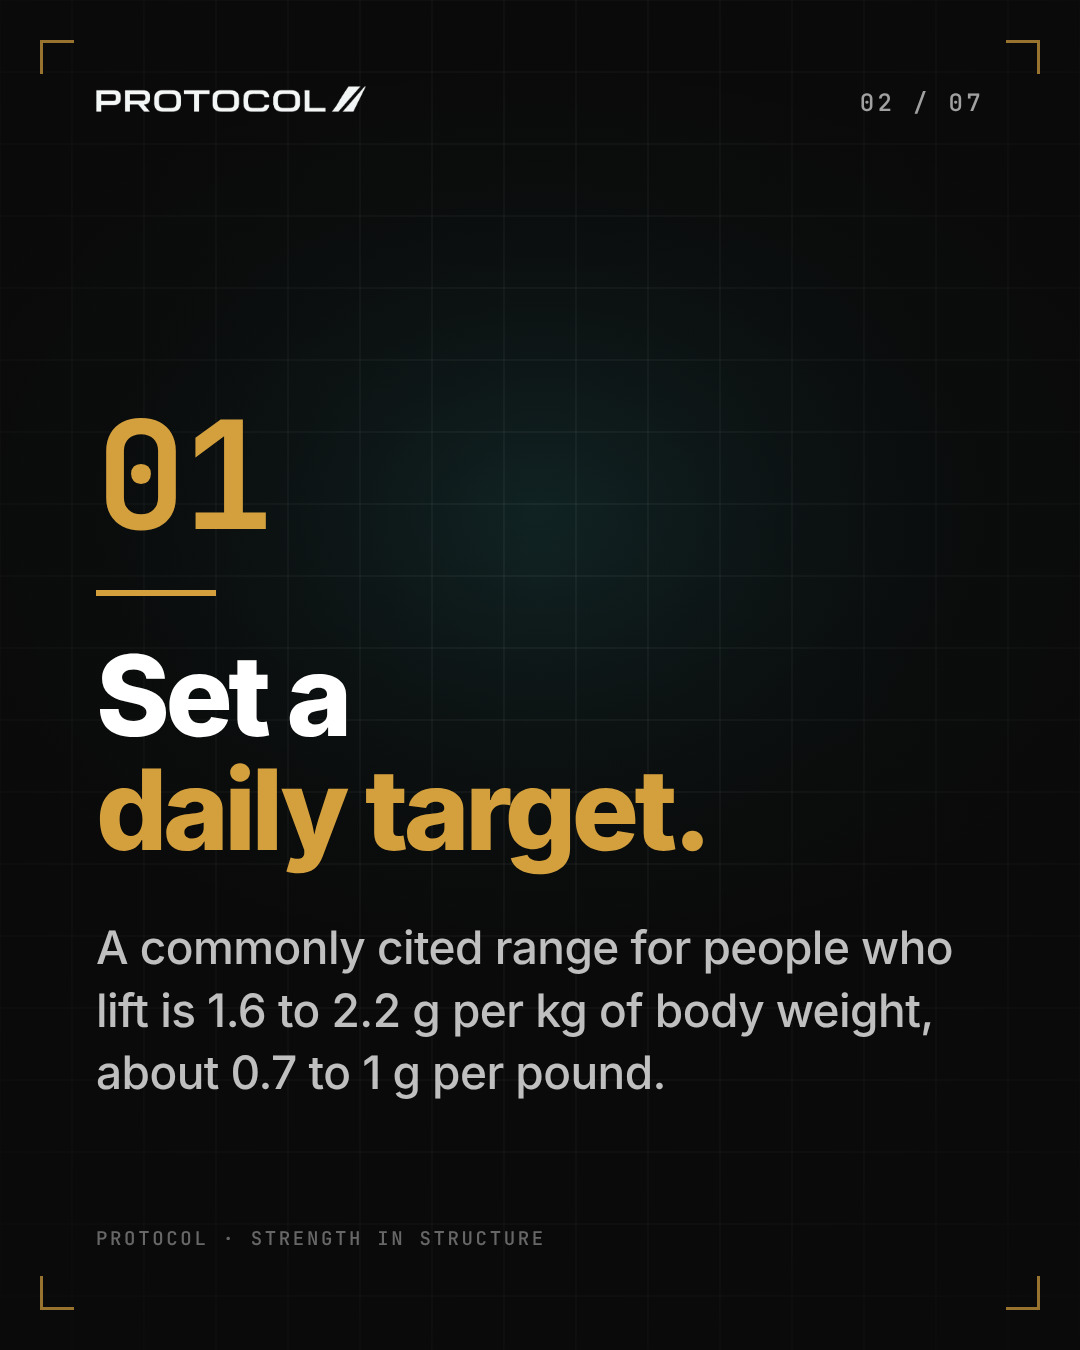 PROTOCOL
02 / 07
01
Set a
daily target.
A commonly cited range for people who
lift is 1.6 to 2.2 g per kg of body weight,
about 0.7 to 1 g per pound.
PROTOCOL · STRENGTH IN STRUCTURE